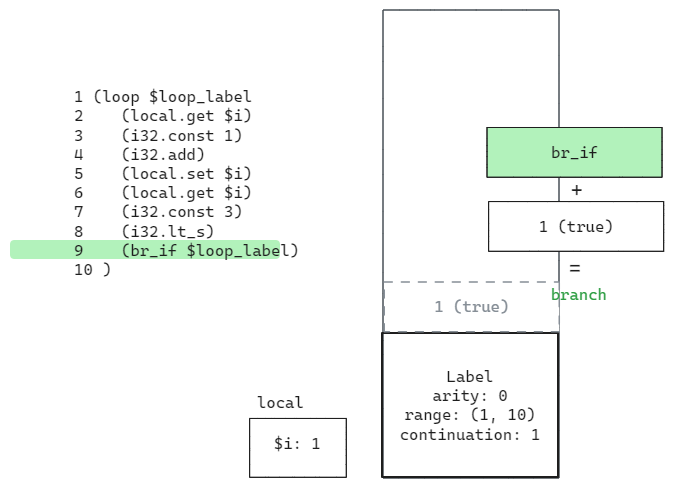 1 (loop $loop_label
2    (local.get $i)
3    (i32.const 1)
4    (i32.add)
5    (local.set $i)
6    (local.get $i)
7    (i32.const 3)
8    (i32.lt_s)
9    (br_if $loop_label)
10 )
br_if
+
1 (true)
=
branch
1 (true)
Label
arity: 0
range: (1, 10)
continuation: 1
local
$i: 1